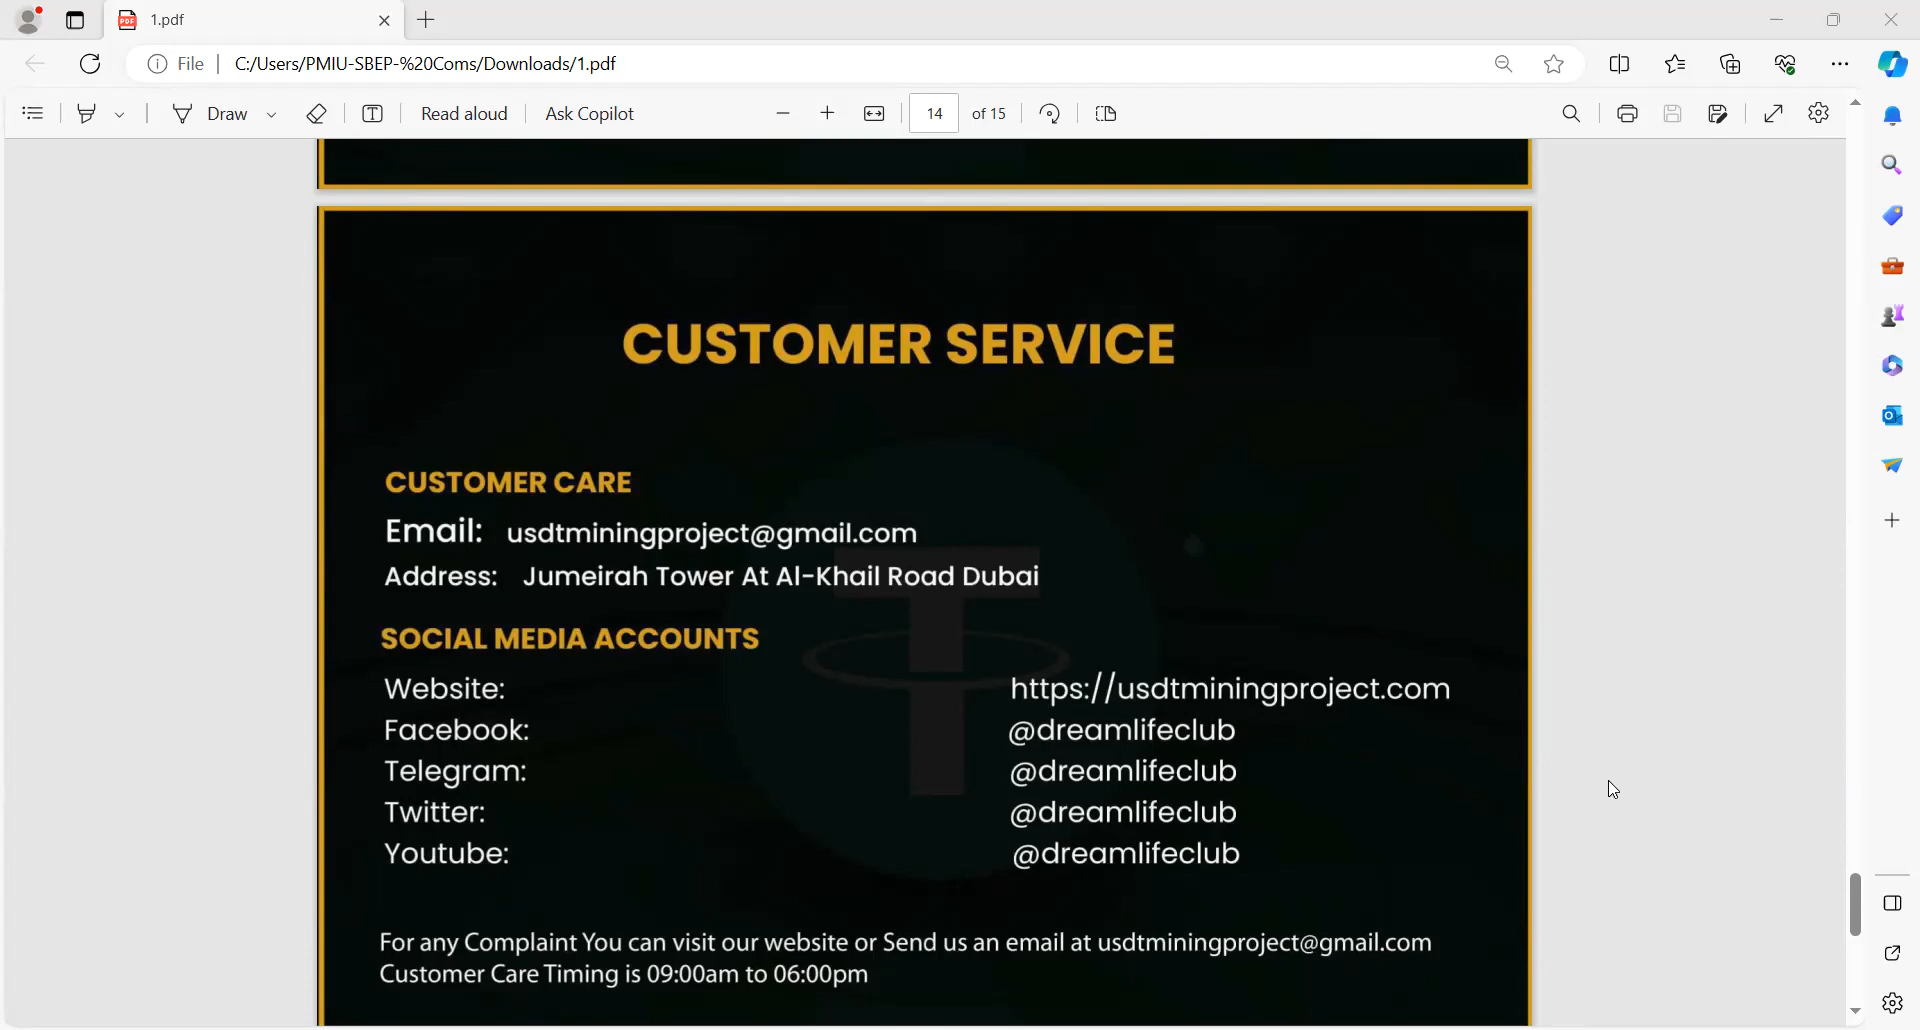 1.pdf
File
C:/Users/PMIU-SBEP-%20Coms/Downloads/1.pdf
Draw
Read aloud
Ask Copilot
14 of 15
CUSTOMER SERVICE
CUSTOMER CARE
Email: usdtminingproject@gmail.com
Address: Jumeirah Tower At Al-Khail Road Dubai
SOCIAL MEDIA ACCOUNTS
Website: https://usdtminingproject.com
Facebook: @dreamlifeclub
Telegram: @dreamlifeclub
Twitter: @dreamlifeclub
Youtube: @dreamlifeclub
For any Complaint You can visit our website or Send us an email at usdtminingproject@gmail.com
Customer Care Timing is 09:00am to 06:00pm